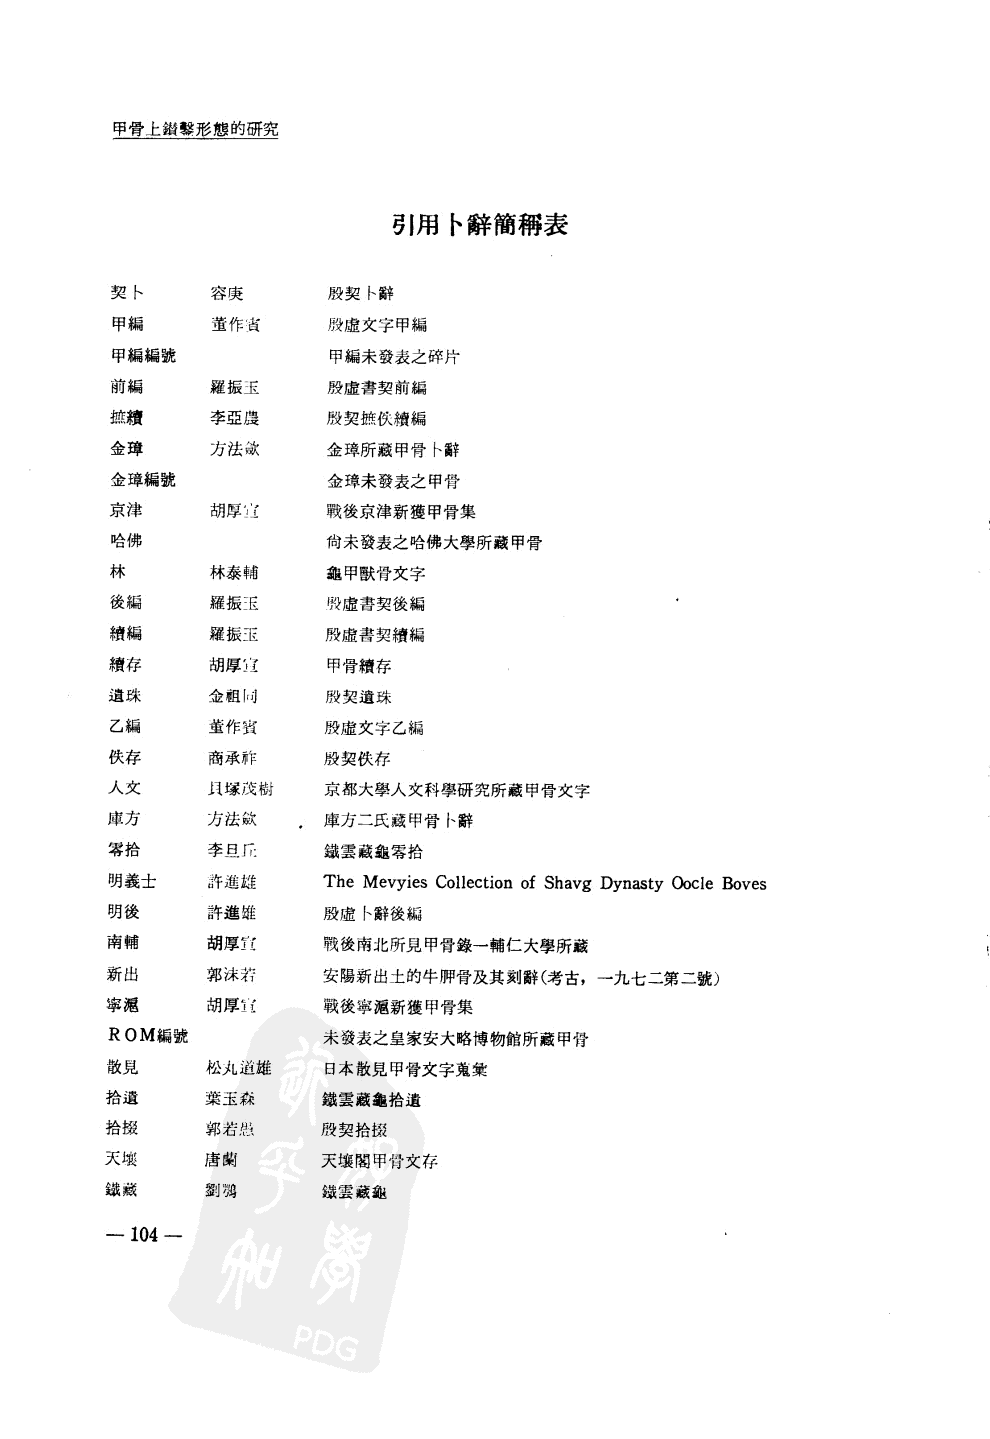 甲骨上鑽鑿形態的研究
引用卜辭簡稱表
契卜 容庚 殷契卜辭
甲編 董作賓 殷虛文字甲編
甲編編號 甲編未發表之碎片
前編 羅振玉 殷虛書契前編
摭續 李亞農 殷契摭佚續編
金璋 方法歛 金璋所藏甲骨卜辭
金璋編號 金璋未發表之甲骨
京津 胡厚宣 戰後京津新獲甲骨集
哈佛 尙未發表之哈佛大學所藏甲骨
林 林泰輔 龜甲獸骨文字
後編 羅振玉 殷虛書契後編
續編 羅振玉 殷虛書契續編
續存 胡厚宣 甲骨續存
遺珠 金祖同 殷契遺珠
乙編 董作賓 殷虛文字乙編
佚存 商承祚 殷契佚存
人文 貝塚茂樹 京都大學人文科學研究所藏甲骨文字
庫方 方法歛 庫方二氏藏甲骨卜辭
零拾 李旦丘 鐵雲藏龜零拾
明義士 許進雄 The Mevyies Collection of Shavg Dynasty Oocle Boves
明後 許進雄 殷虛卜辭後編
南輔 胡厚宣 戰後南北所見甲骨錄一輔仁大學所藏
新出 郭沫若 安陽新出土的牛胛骨及其刻辭(考古，一九七二第二號)
寧滬 胡厚宣 戰後寧滬新獲甲骨集
ROM編號 未發表之皇家安大略博物館所藏甲骨
散見 松丸道雄 日本散見甲骨文字蒐彙
拾遺 葉玉森 鐵雲藏龜拾遺
拾掇 郭若愚 殷契拾掇
天壤 唐蘭 天壤閣甲骨文存
鐵藏 劉鶚 鐵雲藏龜
— 104 —
PDG